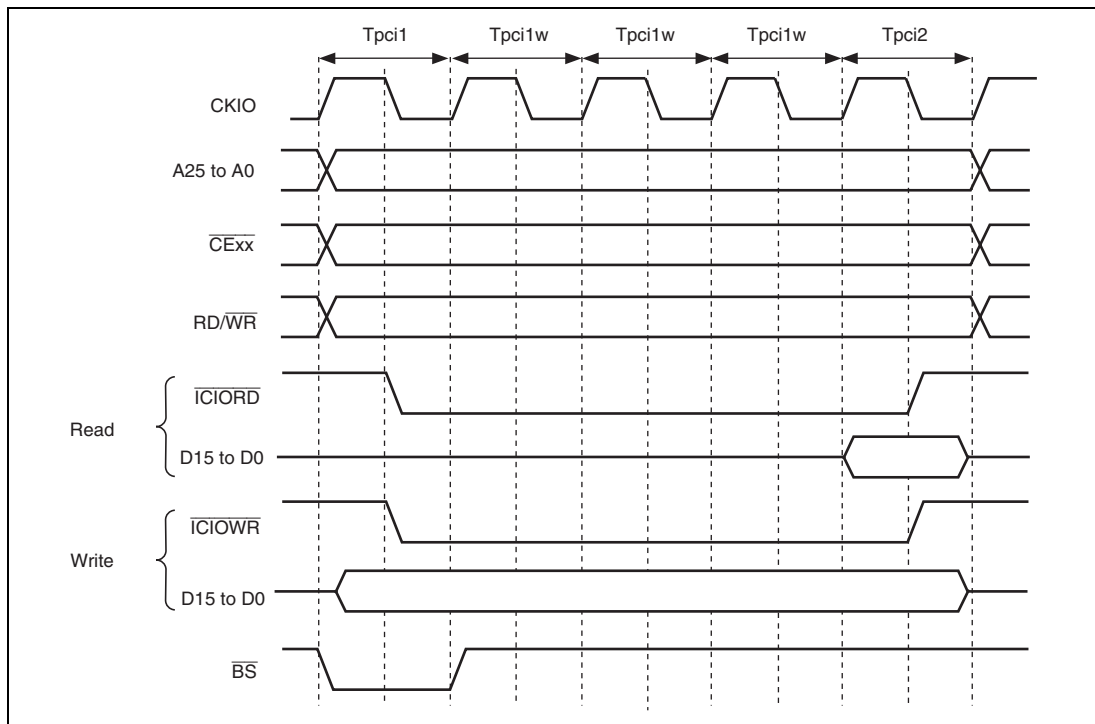 Tpci1 Tpci1w Tpci1w Tpci1w Tpci2
CKIO
A25 to A0
CExx
RD/WR
ICIORD
Read
D15 to D0
ICIOWR
Write
D15 to D0
BS